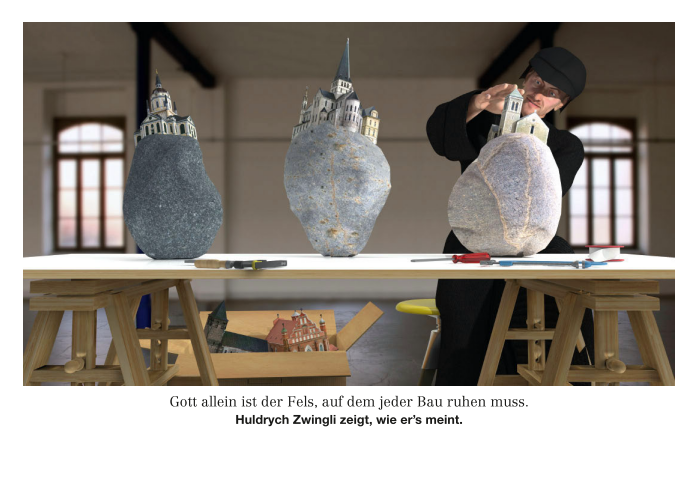 Gott allein ist der Fels, auf dem jeder Bau ruhen muss.
Huldrych Zwingli zeigt, wie er's meint.